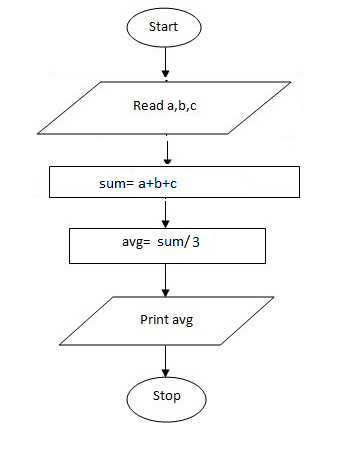 Start
Read a,b,c
sum= a+b+c
avg= sum/3
Print avg
Stop